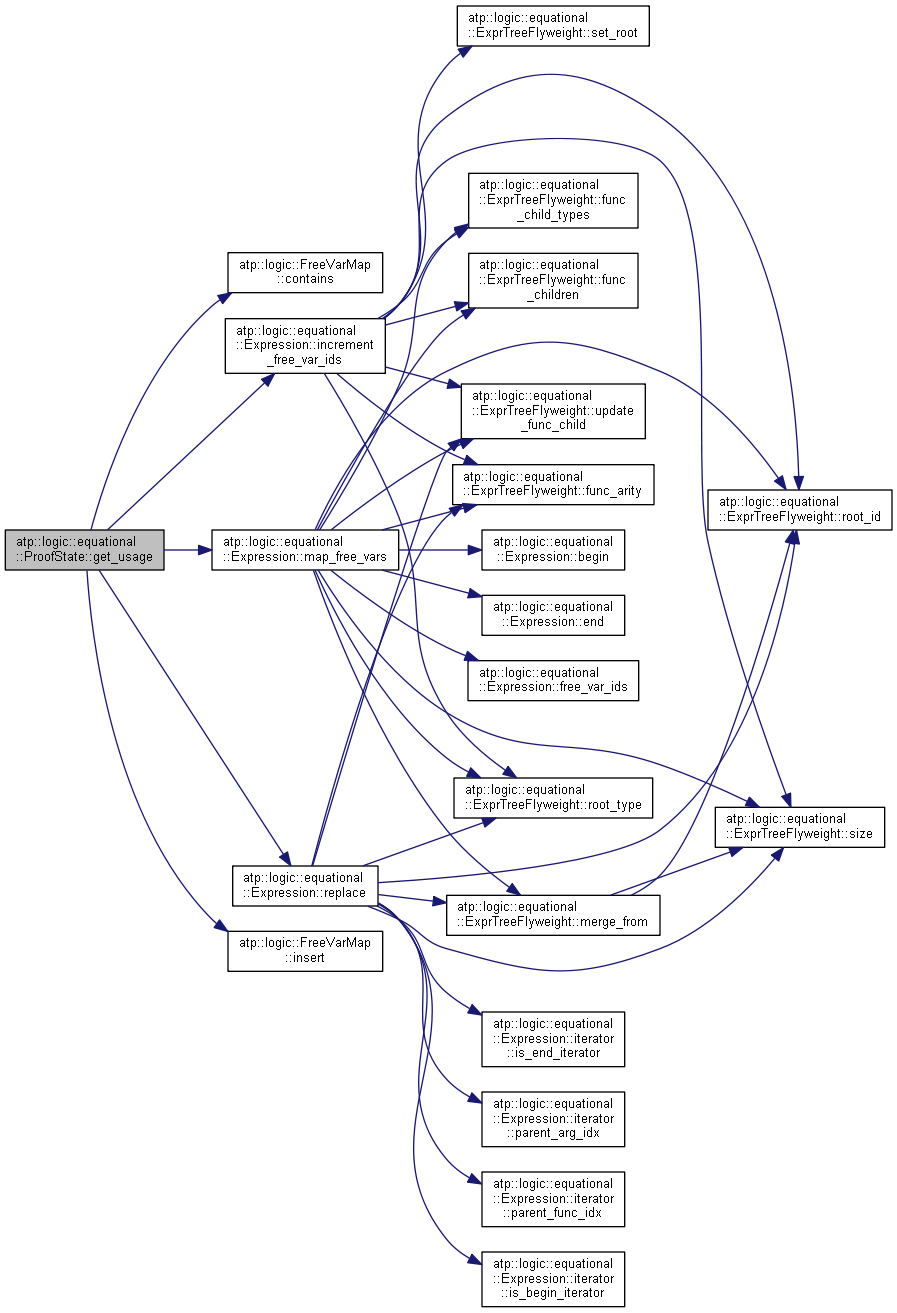 atp::logic::equational
::ExprTreeFlyweight::set_root
atp::logic::equational
::ExprTreeFlyweight::func
_child_types
atp::logic::FreeVarMap
::contains
atp::logic::equational
::ExprTreeFlyweight::func
_children
atp::logic::equational
::Expression::increment
_free_var_ids
atp::logic::equational
::ExprTreeFlyweight::update
_func_child
atp::logic::equational
::ExprTreeFlyweight::func_arity
atp::logic::equational
::ExprTreeFlyweight::root_id
atp::logic::equational
::ProofState::get_usage
atp::logic::equational
::Expression::map_free_vars
atp::logic::equational
::Expression::begin
atp::logic::equational
::Expression::end
atp::logic::equational
::Expression::free_var_ids
atp::logic::equational
::ExprTreeFlyweight::root_type
atp::logic::equational
::ExprTreeFlyweight::size
atp::logic::equational
::Expression::replace
atp::logic::equational
::ExprTreeFlyweight::merge_from
atp::logic::FreeVarMap
::insert
atp::logic::equational
::Expression::iterator
::is_end_iterator
atp::logic::equational
::Expression::iterator
::parent_arg_idx
atp::logic::equational
::Expression::iterator
::parent_func_idx
atp::logic::equational
::Expression::iterator
::is_begin_iterator